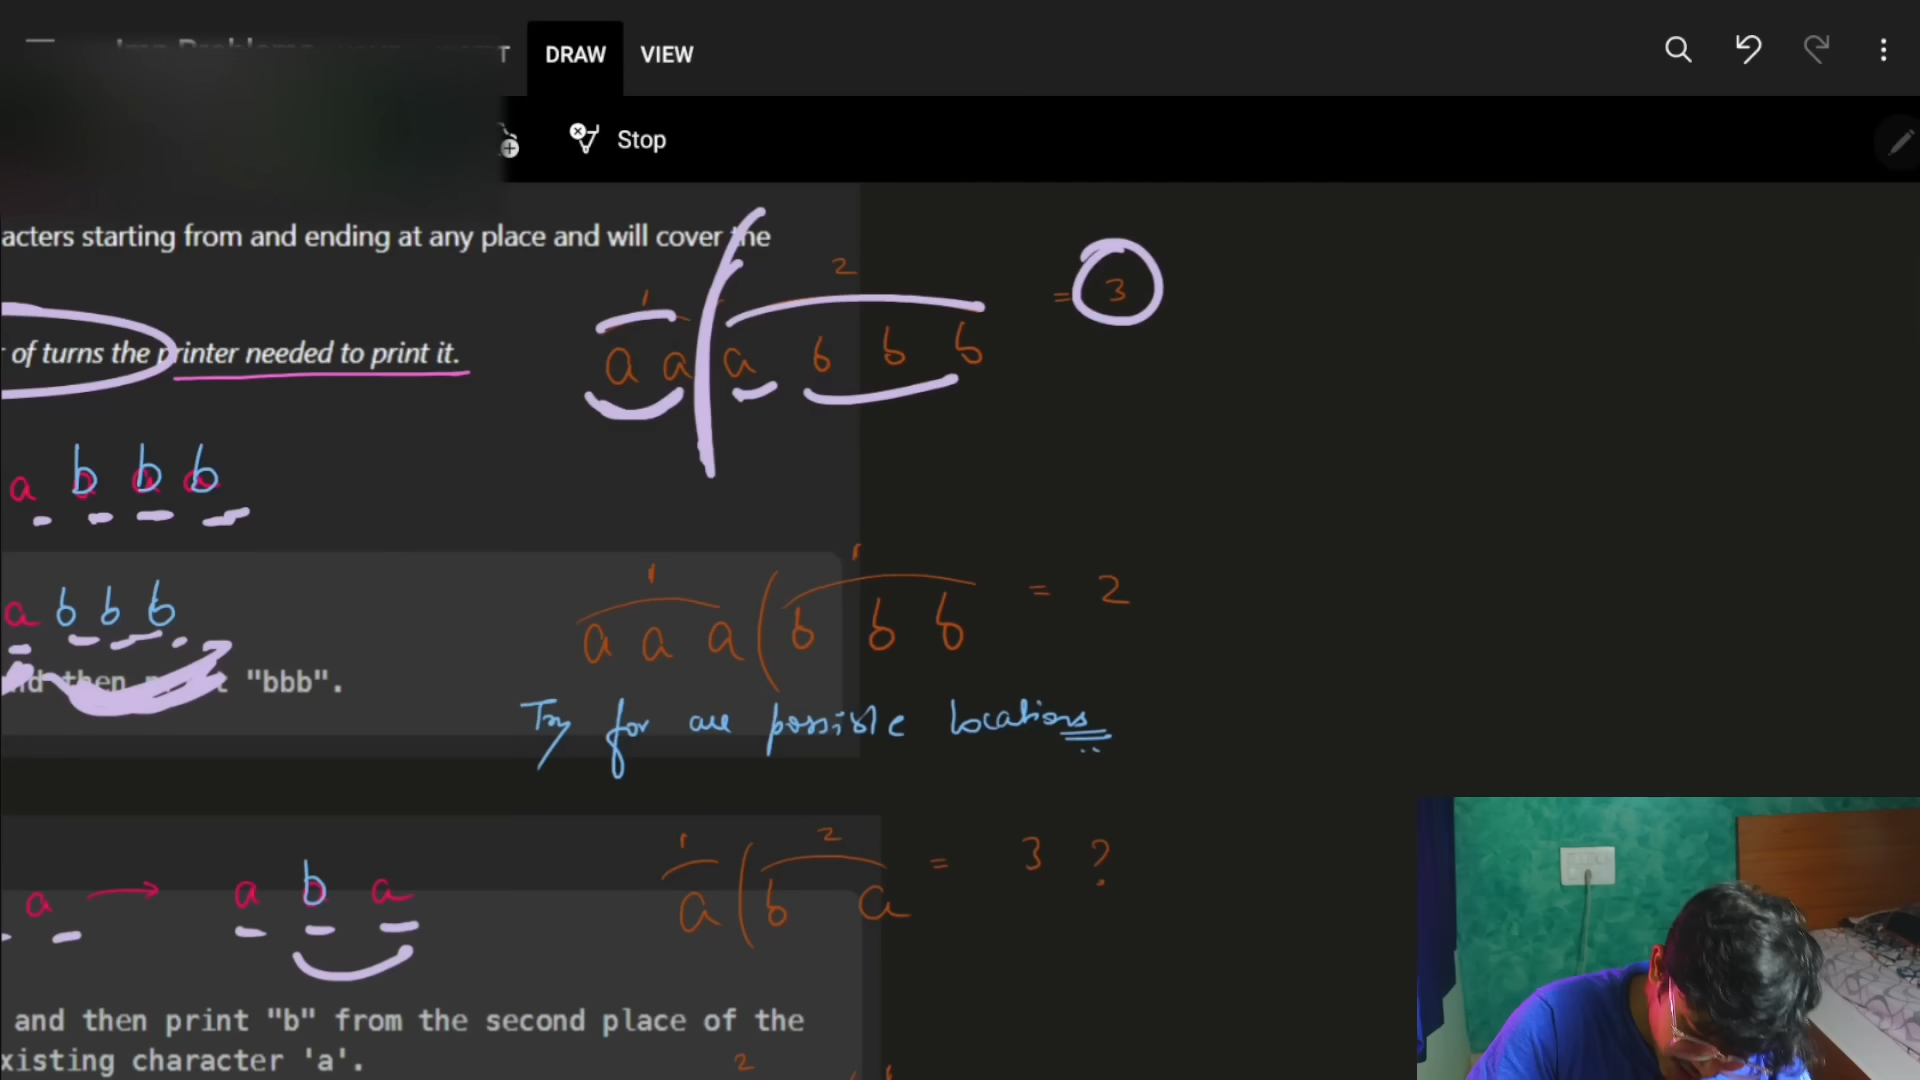 DRAW VIEW
Stop
acters starting from and ending at any place and will cover the
1 2 = 3
of turns the printer needed to print it.
a a a b b b
a b b b
1 1
a b b b
a a a ( b b b = 2
then "bbb".
Try for all possible locations
1 2 = 3 ?
a → a b a
a ( b a
and then print "b" from the second place of the
xisting character 'a'.
2